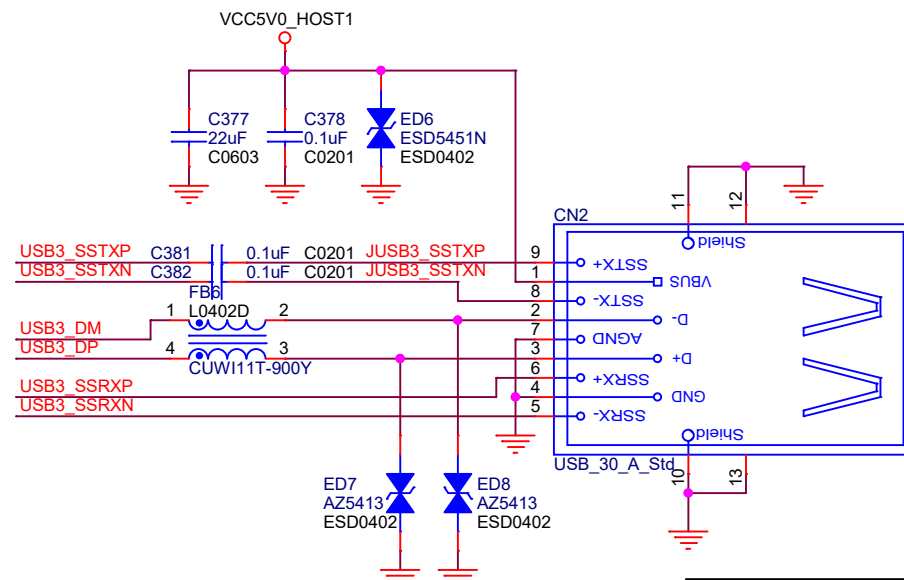 VCC5V0_HOST1
C377
22uF
C0603
C378
0.1uF
C0201
ED6
ESD5451N
ESD0402
11
12
CN2
Shield
USB3_SSTXP
C381
0.1uF
C0201
JUSB3_SSTXP
9
SSTX+
USB3_SSTXN
C382
0.1uF
C0201
JUSB3_SSTXN
1
VBUS
8
SSTX-
FB6
L0402D
1
2
2
D-
USB3_DM
7
AGND
USB3_DP
4
3
3
D+
CUWI11T-900Y
6
SSRX+
USB3_SSRXP
4
GND
USB3_SSRXN
5
SSRX-
Shield
USB_30_A_Std
10
13
ED7
AZ5413
ESD0402
ED8
AZ5413
ESD0402